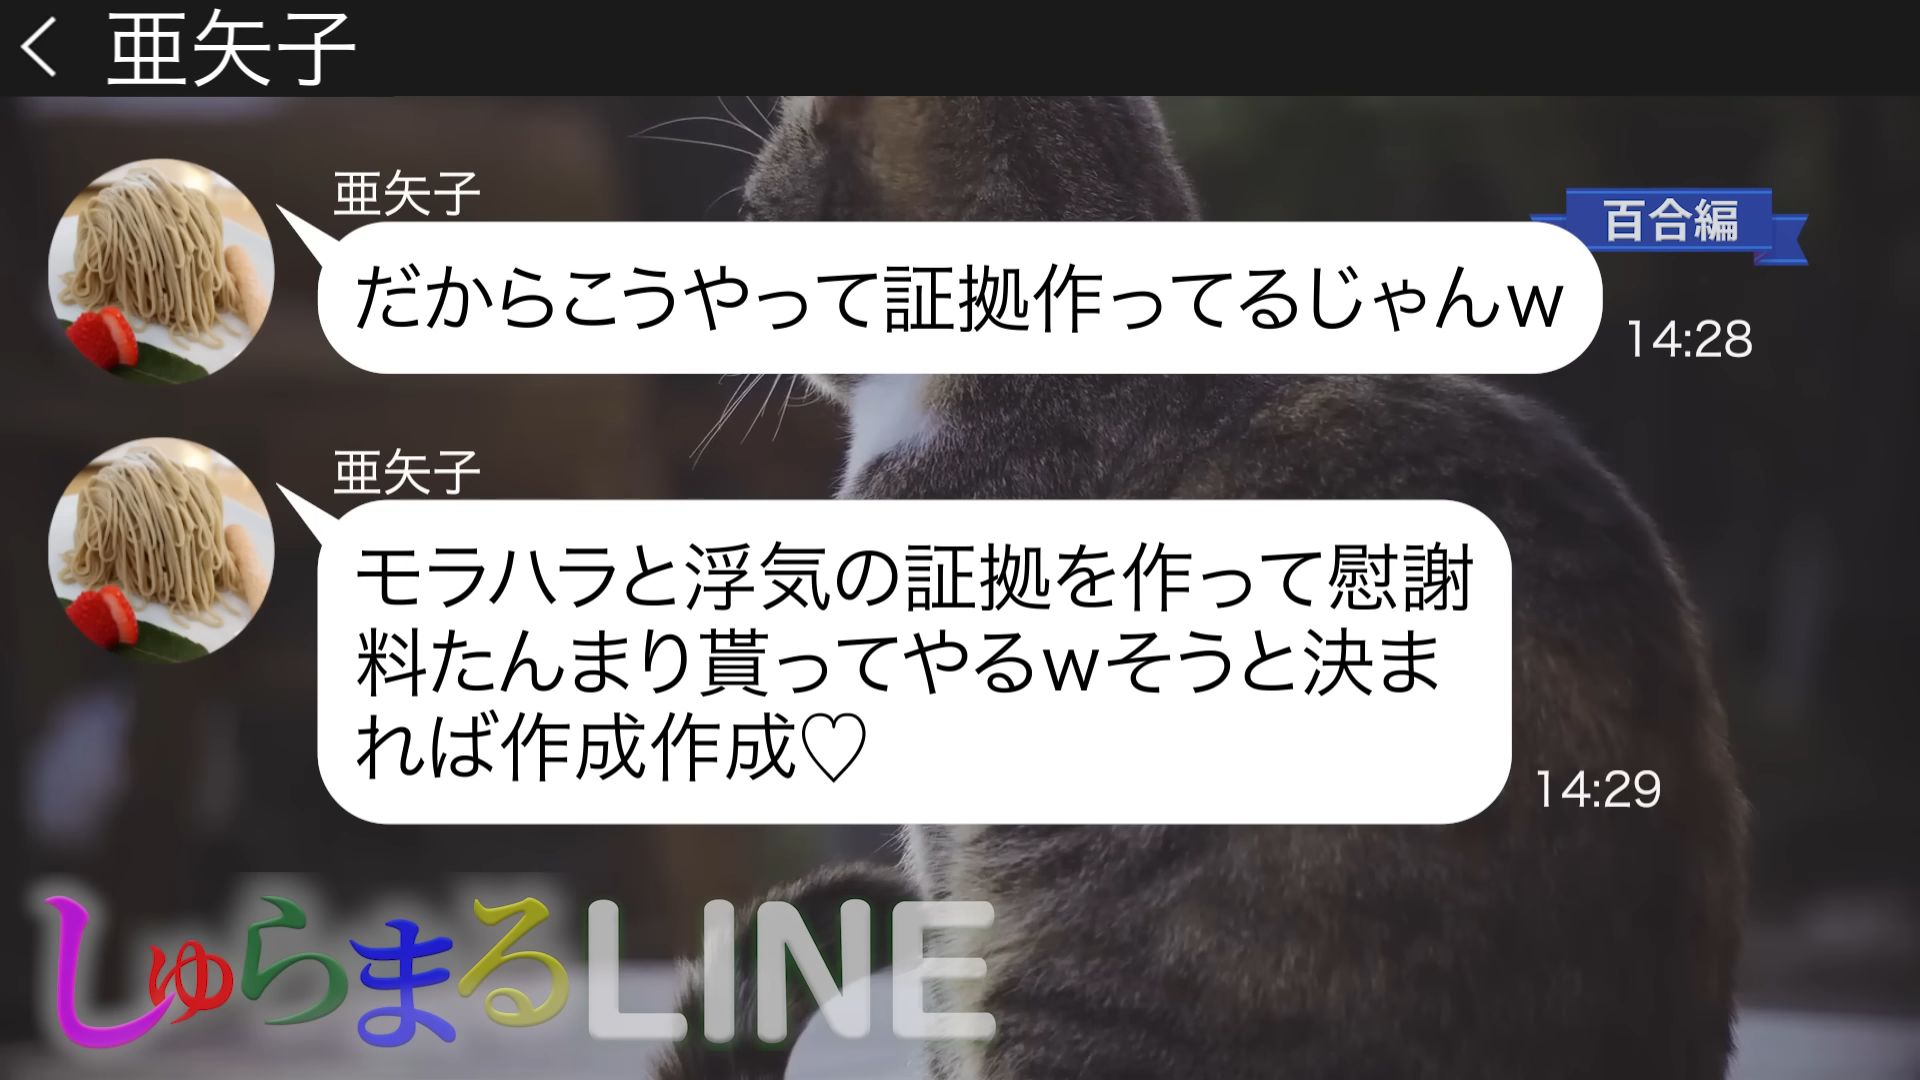 亜矢子
亜矢子
百合編
だからこうやって証拠作ってるじゃんw
14:28
亜矢子
モラハラと浮気の証拠を作って慰謝
料たんまり貰ってやるwそうと決ま
れば作成作成♡
14:29
しゅらまるLINE